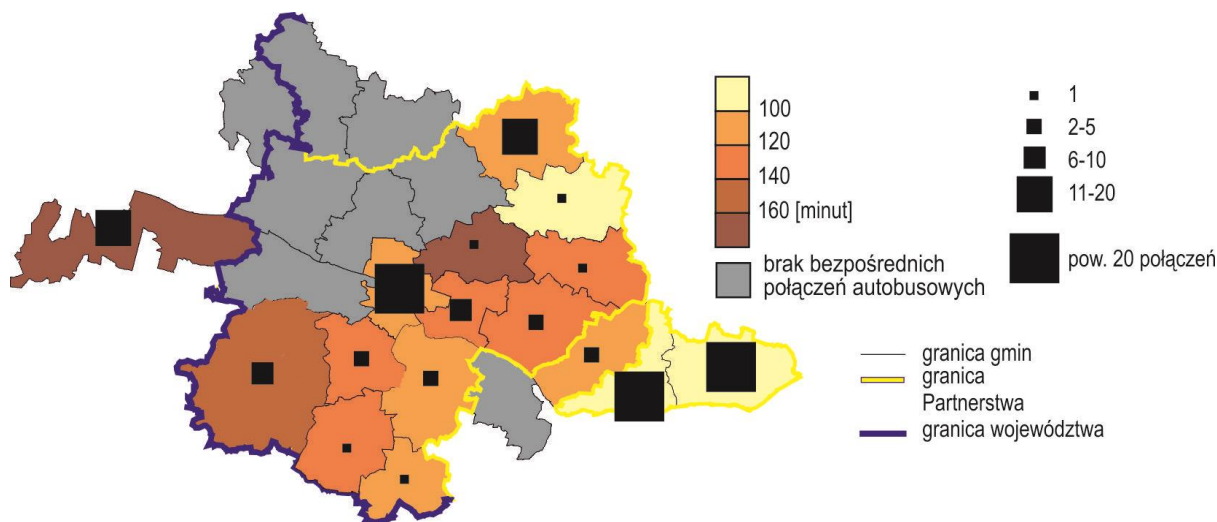 100
120
140
160 [minut]
brak bezpośrednich
połączeń autobusowych
1
2-5
6-10
11-20
pow. 20 połączeń
granica gmin
granica
Partnerstwa
granica województwa